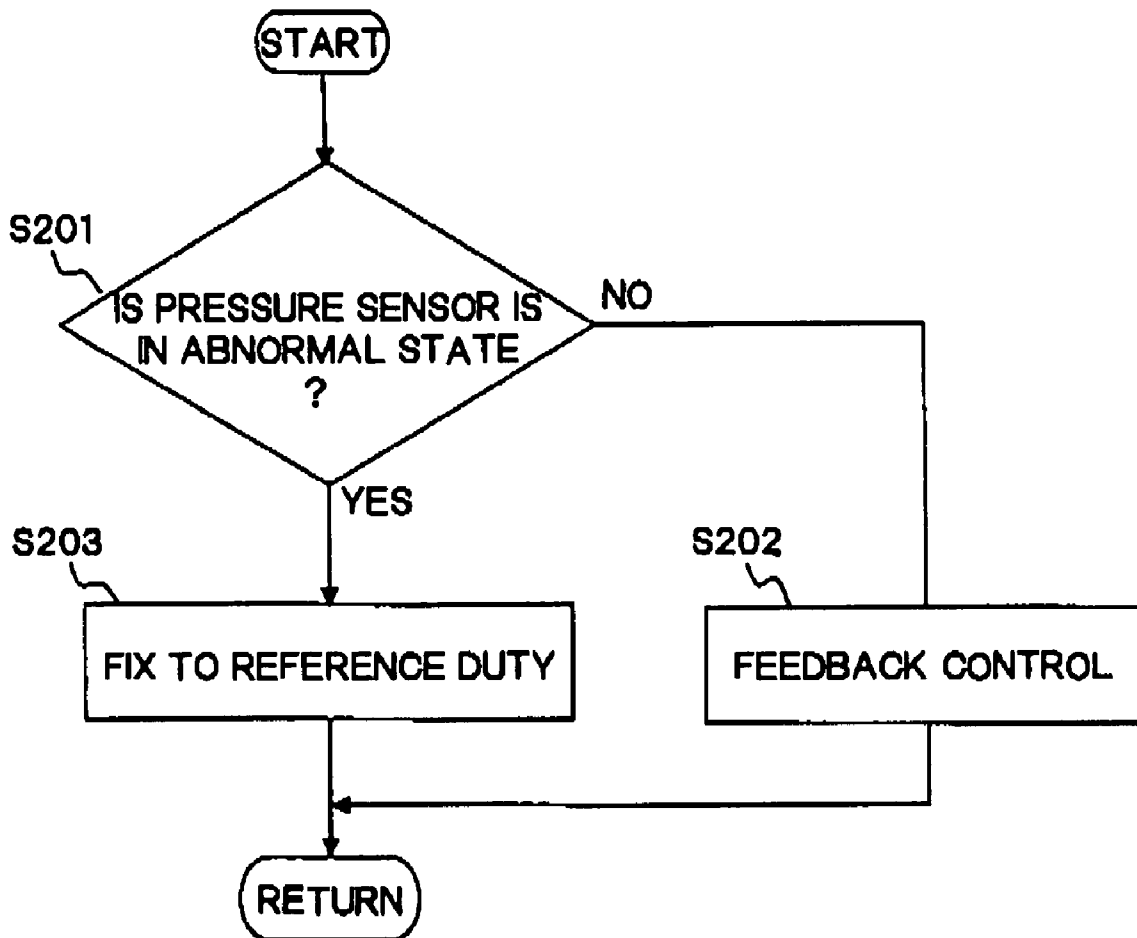 START
S201
IS PRESSURE SENSOR IS
IN ABNORMAL STATE
?
NO
YES
S203
S202
FIX TO REFERENCE DUTY
FEEDBACK CONTROL
RETURN